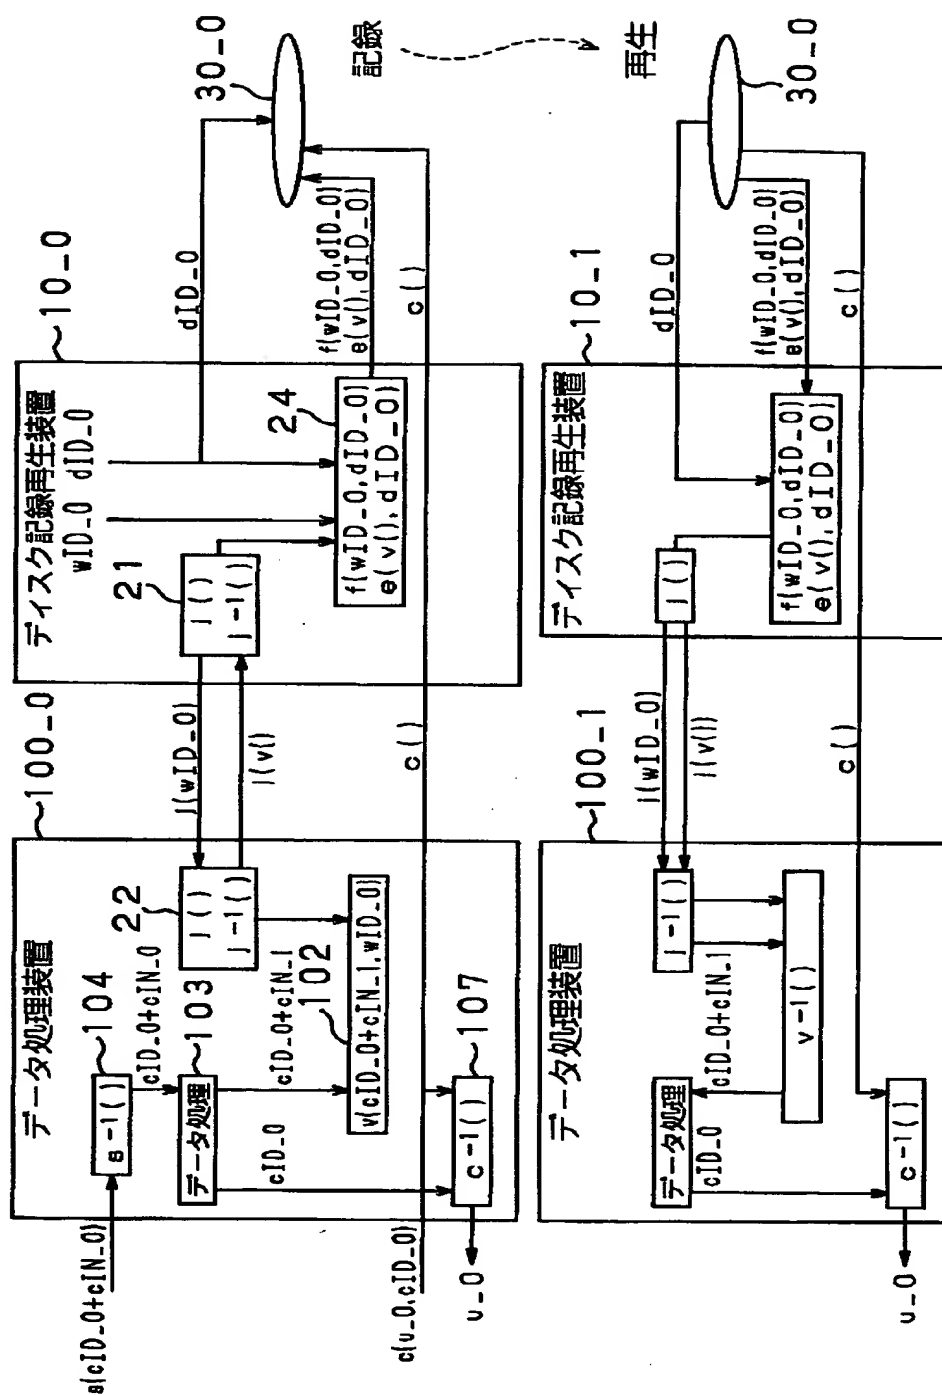 データ処理装置
100_0
ディスク記録再生装置
10_0
s(cID_0+cIN_0)
s⁻¹()
104
cID_0+cIN_0
データ処理
103
cID_0
cID_0+cIN_1
22
j()
j⁻¹()
v(cID_0+cIN_1,wID_0)
102
j(wID_0)
j(v())
21
j()
j⁻¹()
wID_0
dID_0
24
f(wID_0,dID_0)
e(v(),dID_0)
dID_0
f(wID_0,dID_0)
e(v(),dID_0)
c()
30_0
c(u_0,cID_0)
c()
c⁻¹()
107
u_0
記録
再生
データ処理装置
100_1
ディスク記録再生装置
10_1
データ処理
cID_0
cID_0+cIN_1
j⁻¹()
v⁻¹()
j(wID_0)
j(v())
j()
f(wID_0,dID_0)
e(v(),dID_0)
dID_0
f(wID_0,dID_0)
e(v(),dID_0)
c()
30_0
c()
c⁻¹()
u_0